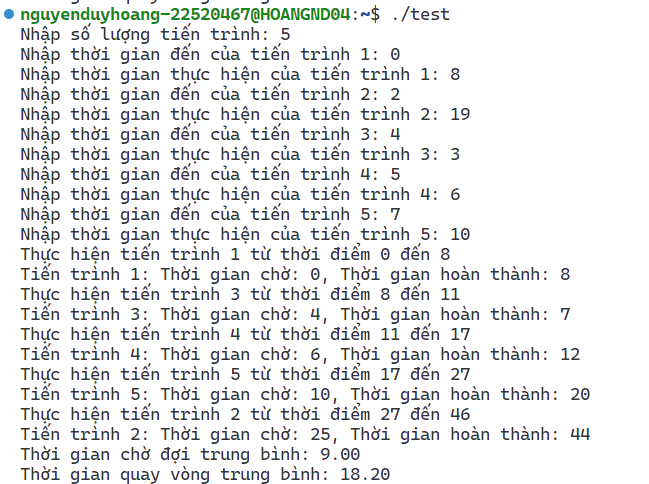 nguyenduyhoang-22520467@HOANGND04:~$ ./test
Nhập số lượng tiến trình: 5
Nhập thời gian đến của tiến trình 1: 0
Nhập thời gian thực hiện của tiến trình 1: 8
Nhập thời gian đến của tiến trình 2: 2
Nhập thời gian thực hiện của tiến trình 2: 19
Nhập thời gian đến của tiến trình 3: 4
Nhập thời gian thực hiện của tiến trình 3: 3
Nhập thời gian đến của tiến trình 4: 5
Nhập thời gian thực hiện của tiến trình 4: 6
Nhập thời gian đến của tiến trình 5: 7
Nhập thời gian thực hiện của tiến trình 5: 10
Thực hiện tiến trình 1 từ thời điểm 0 đến 8
Tiến trình 1: Thời gian chờ: 0, Thời gian hoàn thành: 8
Thực hiện tiến trình 3 từ thời điểm 8 đến 11
Tiến trình 3: Thời gian chờ: 4, Thời gian hoàn thành: 7
Thực hiện tiến trình 4 từ thời điểm 11 đến 17
Tiến trình 4: Thời gian chờ: 6, Thời gian hoàn thành: 12
Thực hiện tiến trình 5 từ thời điểm 17 đến 27
Tiến trình 5: Thời gian chờ: 10, Thời gian hoàn thành: 20
Thực hiện tiến trình 2 từ thời điểm 27 đến 46
Tiến trình 2: Thời gian chờ: 25, Thời gian hoàn thành: 44
Thời gian chờ đợi trung bình: 9.00
Thời gian quay vòng trung bình: 18.20